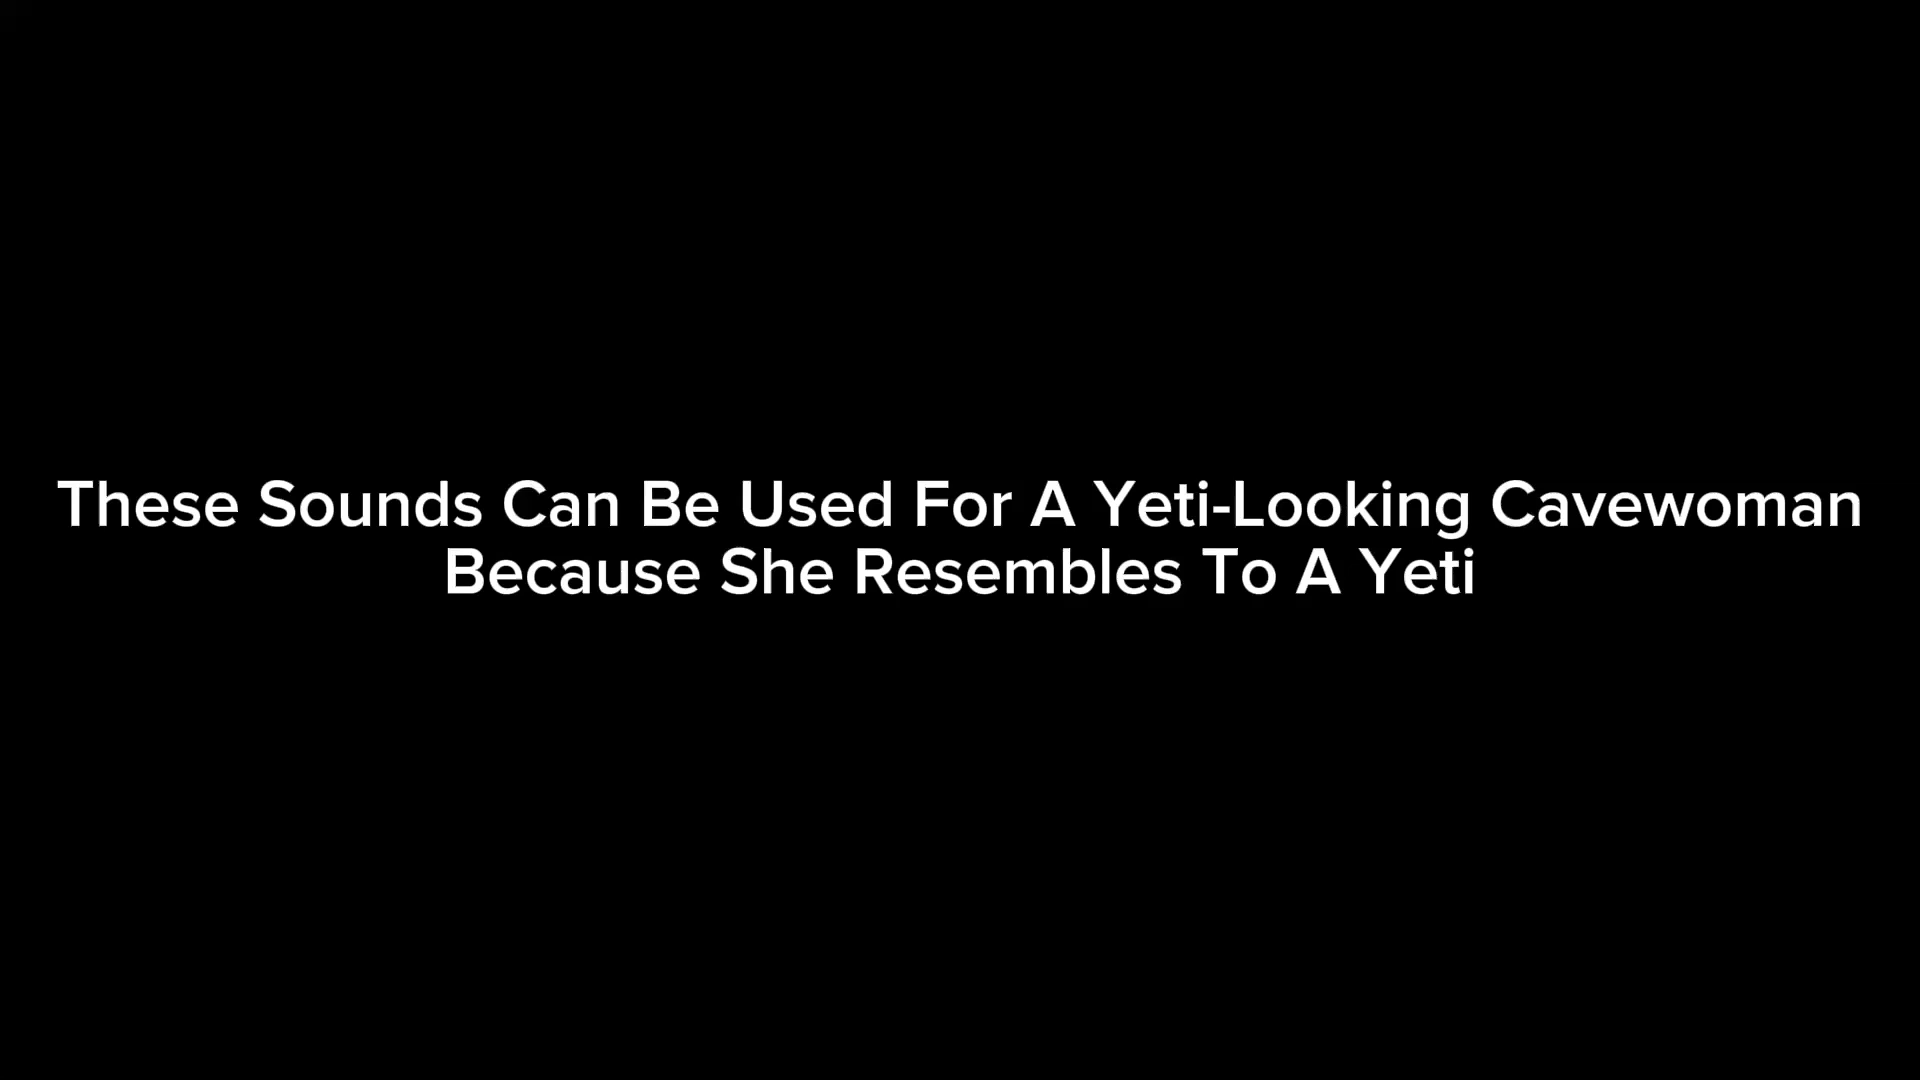 These Sounds Can Be Used For A Yeti-Looking Cavewoman
Because She Resembles To A Yeti